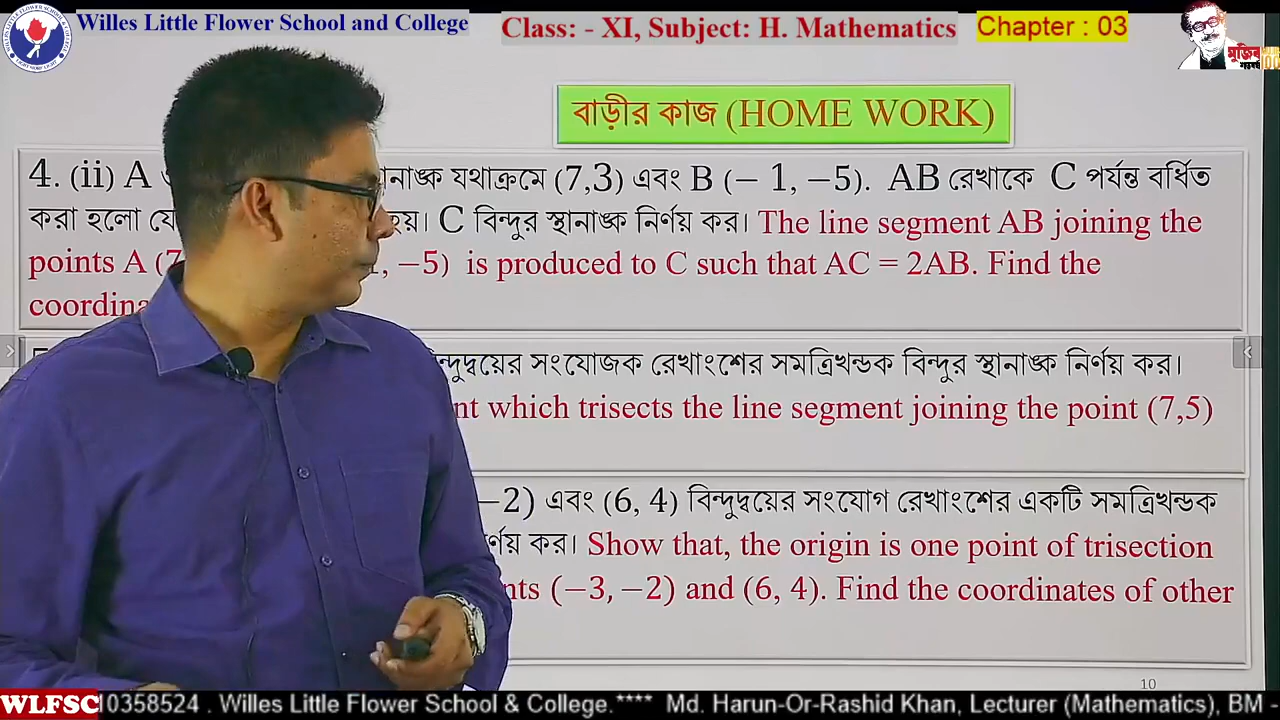 Willes Little Flower School and College
Class: - XI, Subject: H. Mathematics
Chapter : 03
মুজিব
100
বাড়ীর কাজ (HOME WORK)
4. (ii) A নাঙ্ক যথাক্রমে (7,3) এবং B (− 1, −5). AB রেখাকে C পর্যন্ত বর্ধিত
করা হলো যে হয়। C বিন্দুর স্থানাঙ্ক নির্ণয় কর। The line segment AB joining the
points A (7 , −5) is produced to C such that AC = 2AB. Find the
coordina
ন্দুদ্বয়ের সংযোজক রেখাংশের সমত্রিখন্ডক বিন্দুর স্থানাঙ্ক নির্ণয় কর।
nt which trisects the line segment joining the point (7,5)
−2) এবং (6, 4) বিন্দুদ্বয়ের সংযোগ রেখাংশের একটি সমত্রিখন্ডক
র্ণয় কর। Show that, the origin is one point of trisection
nts (−3, −2) and (6, 4). Find the coordinates of other
10
WLFSC 10358524 . Willes Little Flower School & College.**** Md. Harun-Or-Rashid Khan, Lecturer (Mathematics), BM -